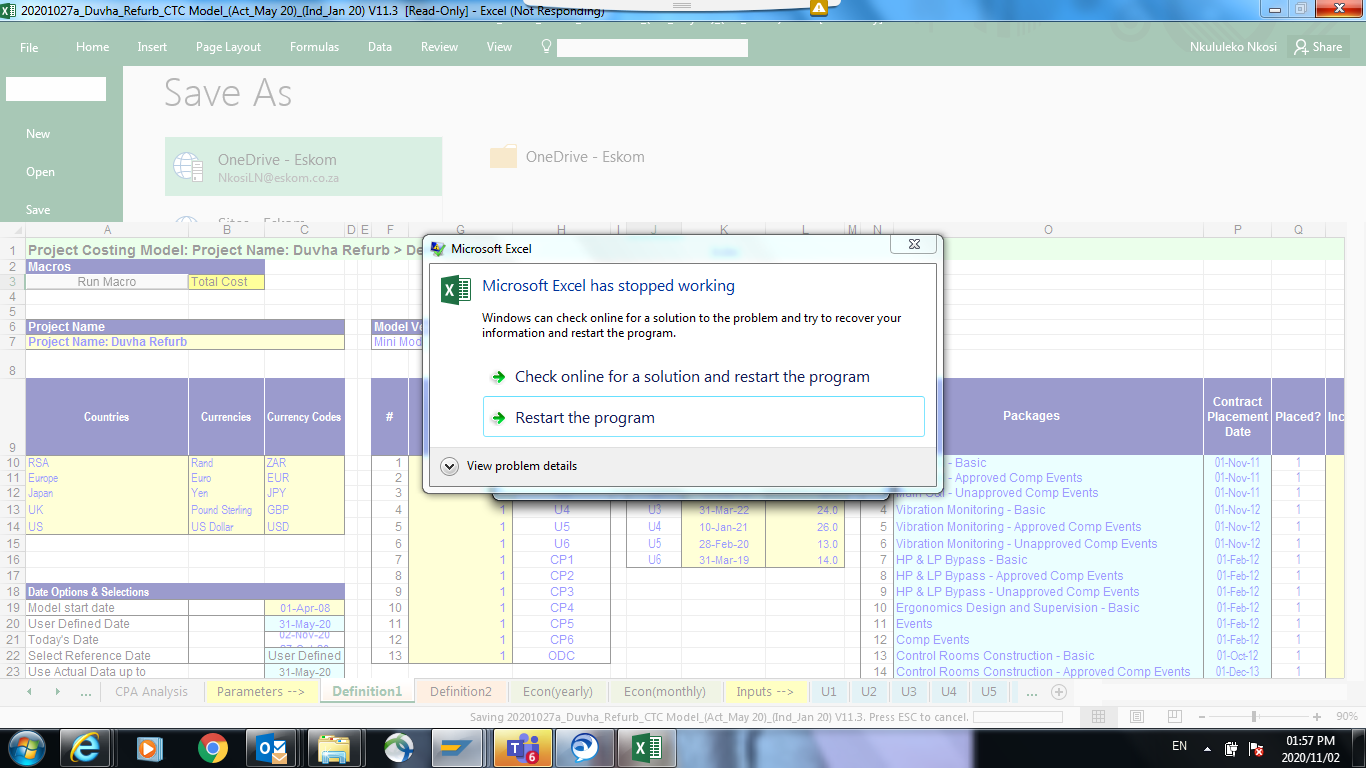 20201027a_Duvha_Refurb_CTC Model_(Act_May 20)_(Ind_Jan 20) V11.3 [Read-Only] - Excel (Not Responding)
File Home Insert Page Layout Formulas Data Review View Nkululeko Nkosi Share
Save As
New
Open
Save
OneDrive - Eskom
NkosiLN@eskom.co.za
OneDrive - Eskom
Sites - Eskom
A B C D E F G H I J K L M N O P Q
1 Project Costing Model: Project Name: Duvha Refurb >
2 Macros
3 Run Macro Total Cost
4
5
6 Project Name
7 Project Name: Duvha Refurb
8
9 Countries Currencies Currency Codes # Packages Contract Placement Date Placed?
10 RSA Rand ZAR 1 - Basic 01-Nov-11 1
11 Europe Euro EUR 2 - Approved Comp Events 01-Nov-11 1
12 Japan Yen JPY 3 - Unapproved Comp Events 01-Nov-11 1
13 UK Pound Sterling GBP 4 1 U4 U3 31-Mar-22 24.0 4 Vibration Monitoring - Basic 01-Nov-12 1
14 US US Dollar USD 5 1 U5 U4 10-Jan-21 26.0 5 Vibration Monitoring - Approved Comp Events 01-Nov-12 1
15 6 1 U6 U5 28-Feb-20 13.0 6 Vibration Monitoring - Unapproved Comp Events 01-Nov-12 1
16 7 1 CP1 U6 31-Mar-19 14.0 7 HP & LP Bypass - Basic 01-Feb-12 1
17 8 1 CP2 8 HP & LP Bypass - Approved Comp Events 01-Feb-12 1
18 Date Options & Selections 9 1 CP3 9 HP & LP Bypass - Unapproved Comp Events 01-Feb-12 1
19 Model start date 01-Apr-08 10 1 CP4 10 Ergonomics Design and Supervision - Basic 01-Feb-12 1
20 User Defined Date 31-May-20 11 1 CP5 11 Events 01-Feb-12 1
21 Today's Date 02-Nov-20 12 1 CP6 12 Comp Events 01-Feb-12 1
22 Select Reference Date User Defined 13 1 ODC 13 Control Rooms Construction - Basic 01-Oct-12 1
23 Use Actual Data up to 31-May-20 14 Control Rooms Construction - Approved Comp Events 01-Dec-13 1
Microsoft Excel
Microsoft Excel has stopped working
Windows can check online for a solution to the problem and try to recover your
information and restart the program.
Check online for a solution and restart the program
Restart the program
View problem details
... CPA Analysis Parameters --> Definition1 Definition2 Econ(yearly) Econ(monthly) Inputs --> U1 U2 U3 U4 U5 ...
Saving 20201027a_Duvha_Refurb_CTC Model_(Act_May 20)_(Ind_Jan 20) V11.3. Press ESC to cancel. 90%
6 EN 01:57 PM
2020/11/02